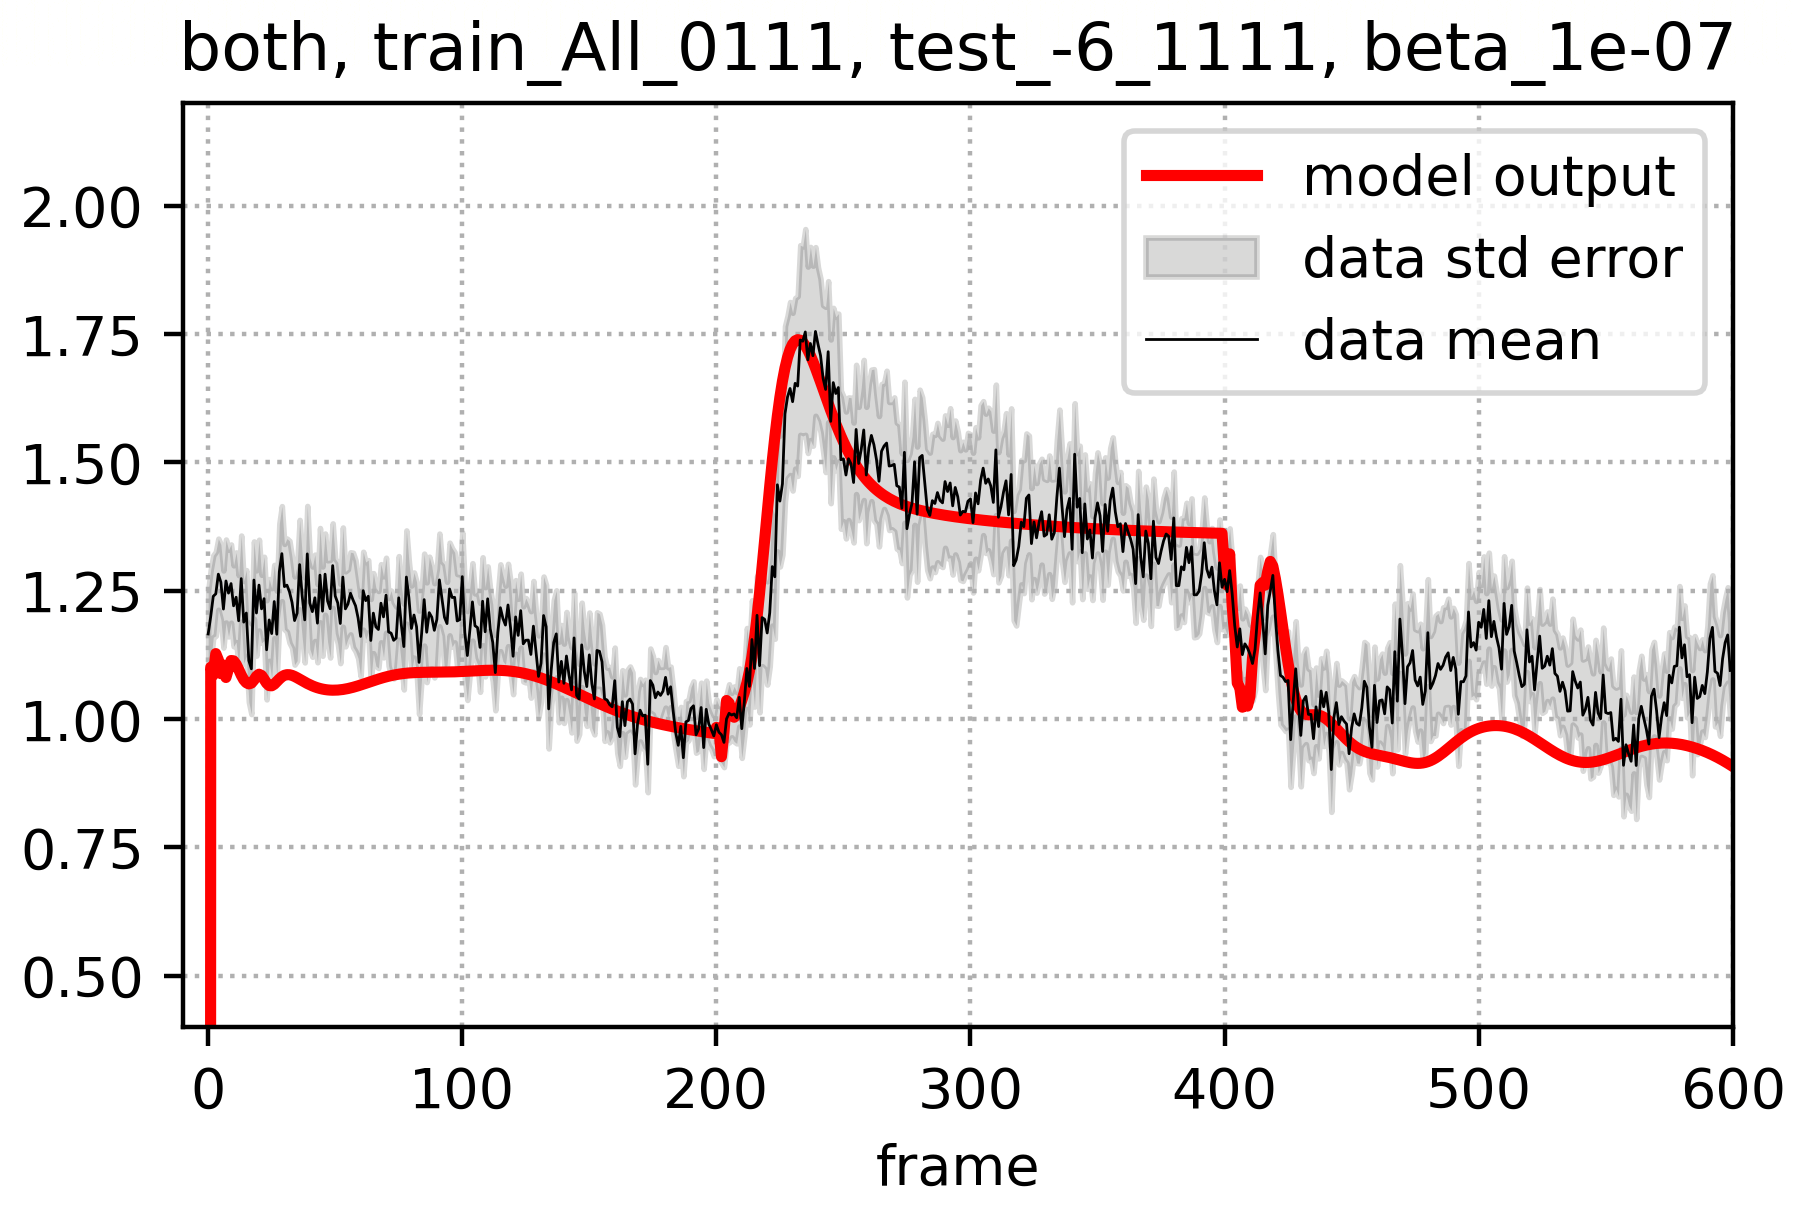 both, train_All_0111, test_-6_1111, beta_1e-07
model output
data std error
data mean
2.00
1.75
1.50
1.25
1.00
0.75
0.50
0 100 200 300 400 500 600
frame